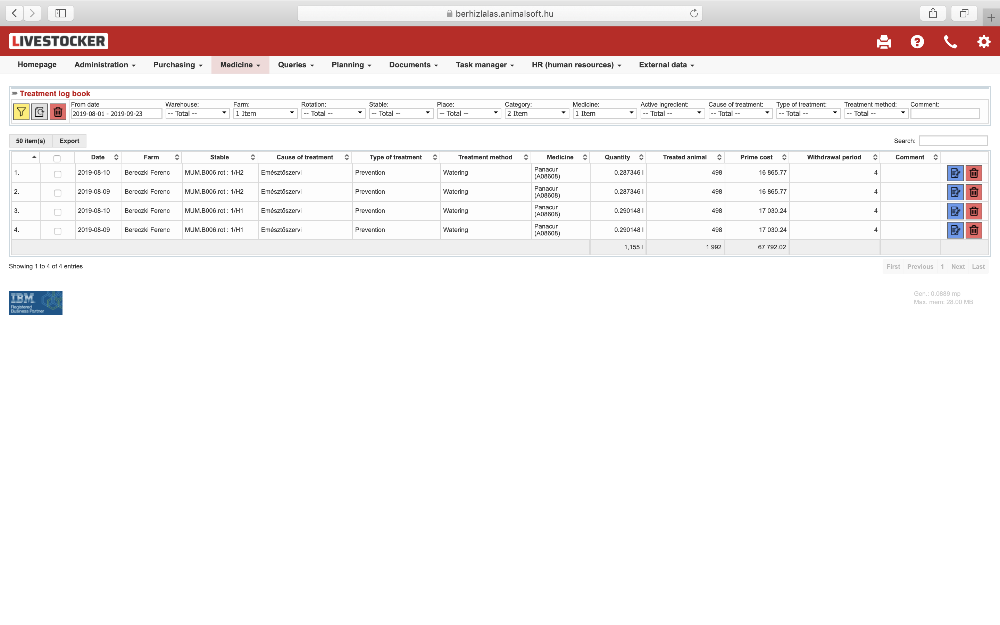 berhizlalas.animalsoft.hu
LIVESTOCKER
Homepage Administration Purchasing Medicine Queries Planning Documents Task manager HR (human resources) External data
Treatment log book
From date Warehouse: Farm: Rotation: Stable: Place: Category: Medicine: Active ingredient: Cause of treatment: Type of treatment: Treatment method: Comment:
2019-08-01 - 2019-09-23 -- Total -- 1 Item -- Total -- -- Total -- -- Total -- 2 Item 1 Item -- Total -- -- Total -- -- Total -- -- Total --
50 item(s) Export Search:
Date Farm Stable Cause of treatment Type of treatment Treatment method Medicine Quantity Treated animal Prime cost Withdrawal period Comment
1. 2019-08-10 Bereczki Ferenc MUM.B006.rot : 1/H2 Emésztőszervi Prevention Watering Panacur (A08608) 0.287346 l 498 16 865.77 4
2. 2019-08-09 Bereczki Ferenc MUM.B006.rot : 1/H2 Emésztőszervi Prevention Watering Panacur (A08608) 0.287346 l 498 16 865.77 4
3. 2019-08-10 Bereczki Ferenc MUM.B006.rot : 1/H1 Emésztőszervi Prevention Watering Panacur (A08608) 0.290148 l 498 17 030.24 4
4. 2019-08-09 Bereczki Ferenc MUM.B006.rot : 1/H1 Emésztőszervi Prevention Watering Panacur (A08608) 0.290148 l 498 17 030.24 4
1,155 l 1 992 67 792.02
Showing 1 to 4 of 4 entries First Previous 1 Next Last
IBM.
Registered
Business Partner
Gen.: 0.0889 mp
Max. mem: 28.00 MB